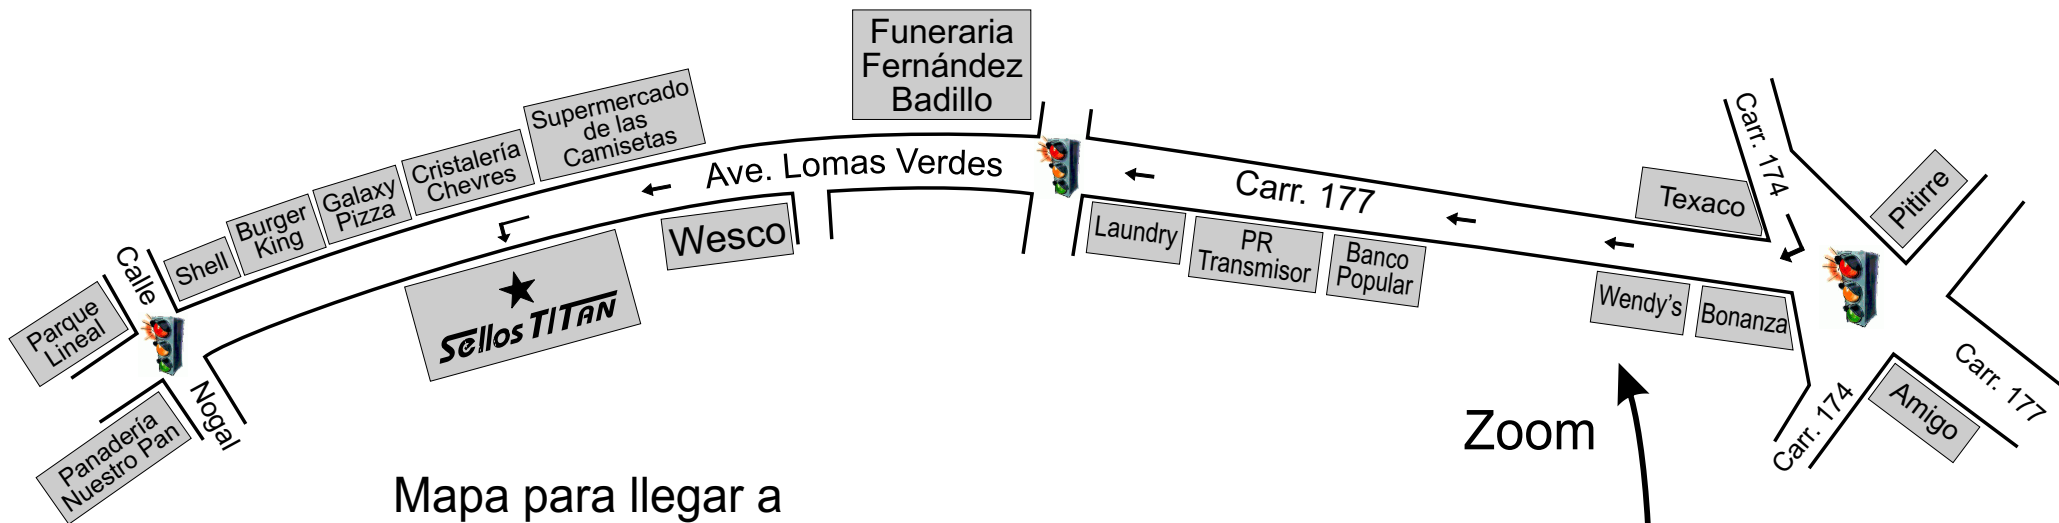 Funeraria
Fernández
Badillo
Supermercado
de las
Camisetas
Cristalería
Chevres
Galaxy
Pizza
Burger
King
Shell
Calle
Parque
Lineal
Panadería
Nuestro Pan
Nogal
Ave. Lomas Verdes
Wesco
Sellos TITAN
Carr. 177
Laundry
PR
Transmisor
Banco
Popular
Carr. 174
Texaco
Pitirre
Wendy's
Bonanza
Carr. 174
Amigo
Carr. 177
Zoom
Mapa para llegar a